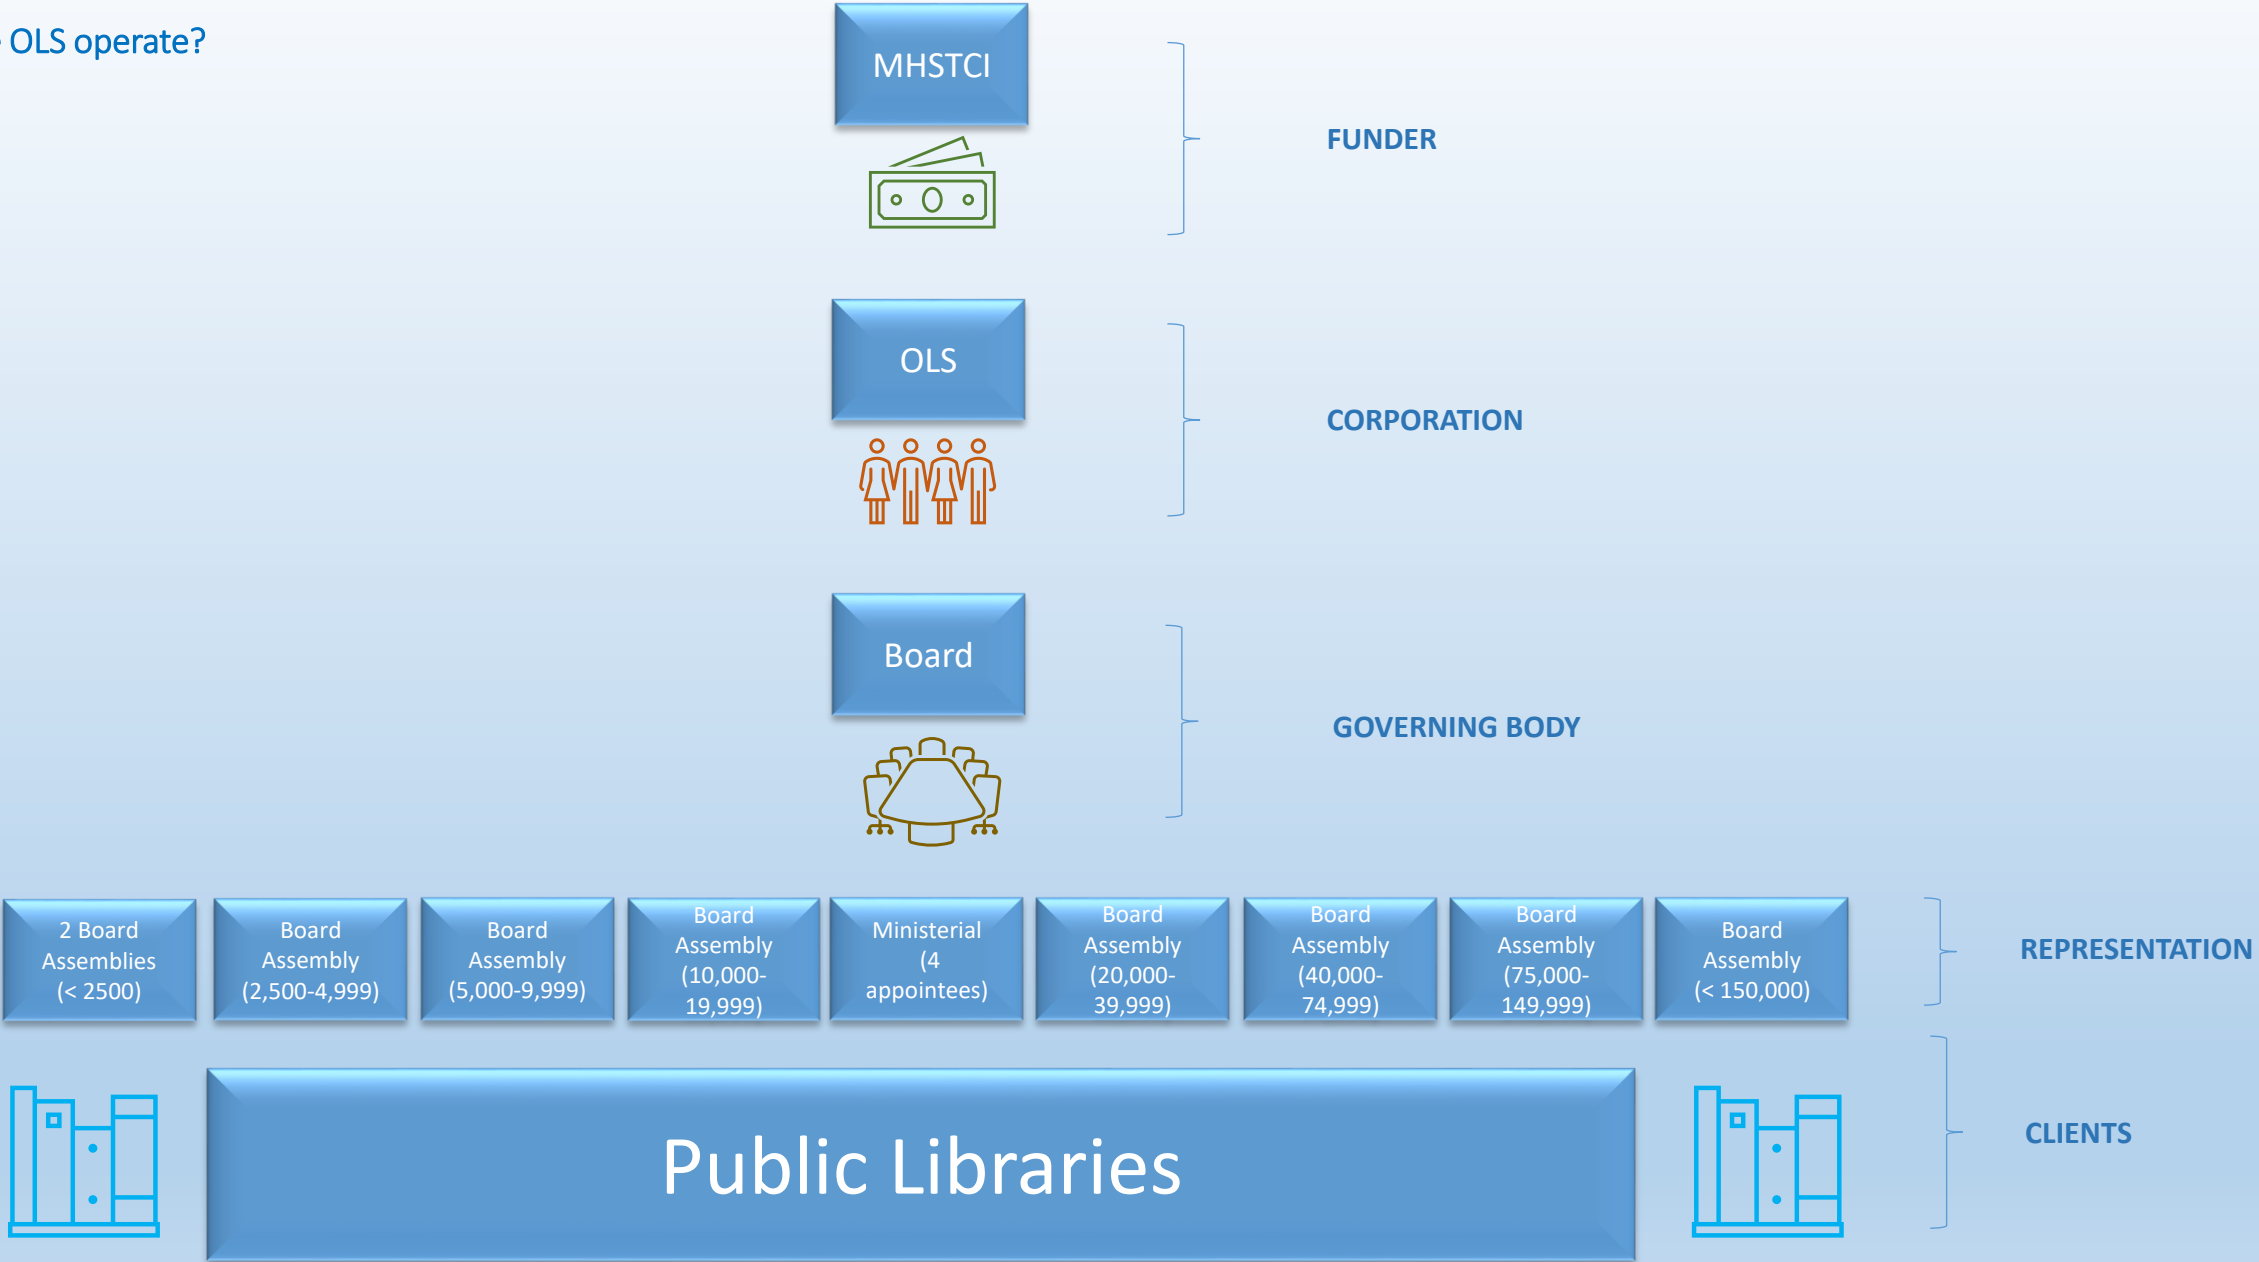 OLS operate?
MHSTCI
FUNDER
OLS
CORPORATION
Board
GOVERNING BODY
2 Board
Assemblies
(< 2500)
Board
Assembly
(2,500-4,999)
Board
Assembly
(5,000-9,999)
Board
Assembly
(10,000-
19,999)
Ministerial
(4
appointees)
Board
Assembly
(20,000-
39,999)
Board
Assembly
(40,000-
74,999)
Board
Assembly
(75,000-
149,999)
Board
Assembly
(< 150,000)
REPRESENTATION
Public Libraries
CLIENTS